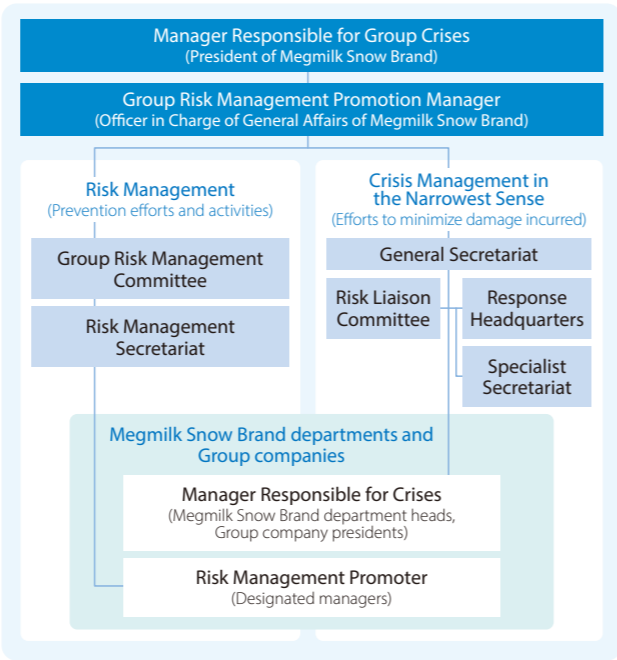 Manager Responsible for Group Crises
(President of Megmilk Snow Brand)
Group Risk Management Promotion Manager
(Officer in Charge of General Affairs of Megmilk Snow Brand)
Risk Management
(Prevention efforts and activities)
Group Risk Management
Committee
Risk Management
Secretariat
Crisis Management in
the Narrowest Sense
(Efforts to minimize damage incurred)
General Secretariat
Risk Liaison
Committee
Response
Headquarters
Specialist
Secretariat
Megmilk Snow Brand departments and
Group companies
Manager Responsible for Crises
(Megmilk Snow Brand department heads,
Group company presidents)
Risk Management Promoter
(Designated managers)